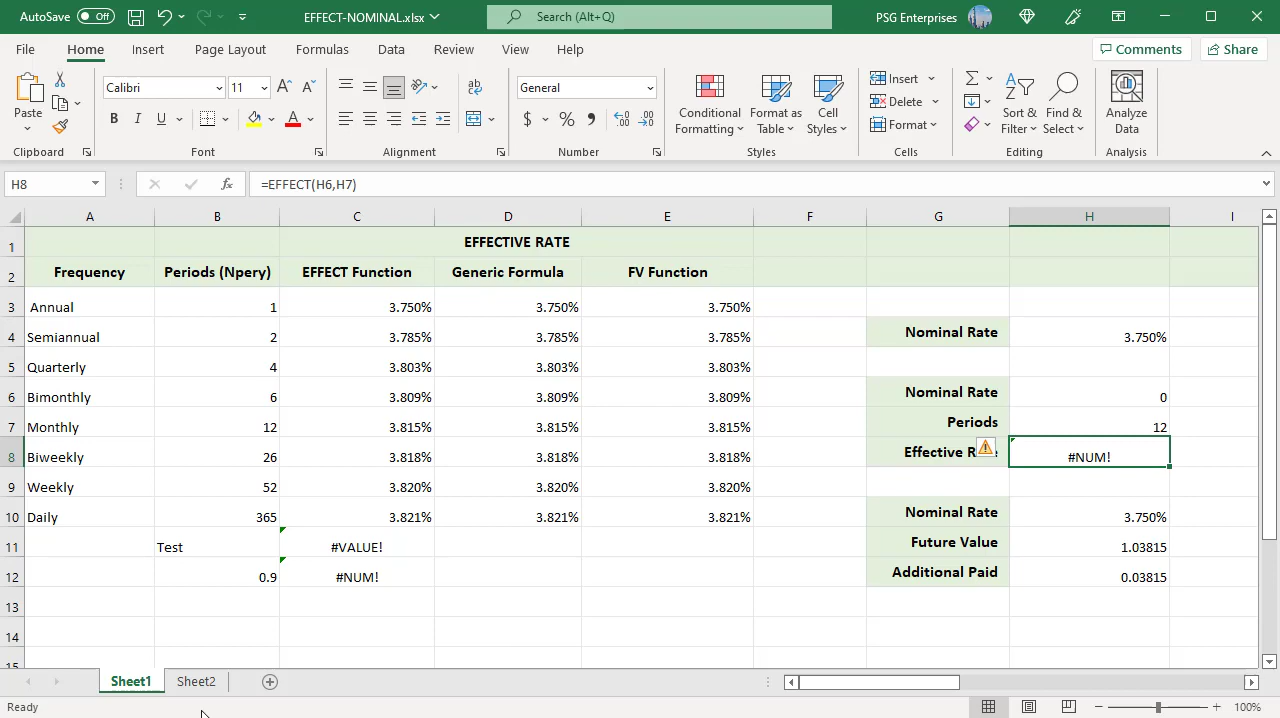 AutoSave Off EFFECT-NOMINAL.xlsx Search (Alt+Q) PSG Enterprises
File Home Insert Page Layout Formulas Data Review View Help Comments Share
Paste Calibri 11 General Conditional Formatting Format as Table Cell Styles Insert Delete Format Sort & Filter Find & Select Analyze Data
Clipboard Font Alignment Number Styles Cells Editing Analysis
H8 fx =EFFECT(H6,H7)
A B C D E F G H I
1 EFFECTIVE RATE
2 Frequency Periods (Npery) EFFECT Function Generic Formula FV Function
3 Annual 1 3.750% 3.750% 3.750%
4 Semiannual 2 3.785% 3.785% 3.785% Nominal Rate 3.750%
5 Quarterly 4 3.803% 3.803% 3.803%
6 Bimonthly 6 3.809% 3.809% 3.809% Nominal Rate 0
7 Monthly 12 3.815% 3.815% 3.815% Periods 12
8 Biweekly 26 3.818% 3.818% 3.818% Effective R e #NUM!
9 Weekly 52 3.820% 3.820% 3.820%
10 Daily 365 3.821% 3.821% 3.821% Nominal Rate 3.750%
11 Test #VALUE! Future Value 1.03815
12 0.9 #NUM! Additional Paid 0.03815
13
14
15
Sheet1 Sheet2
Ready 100%